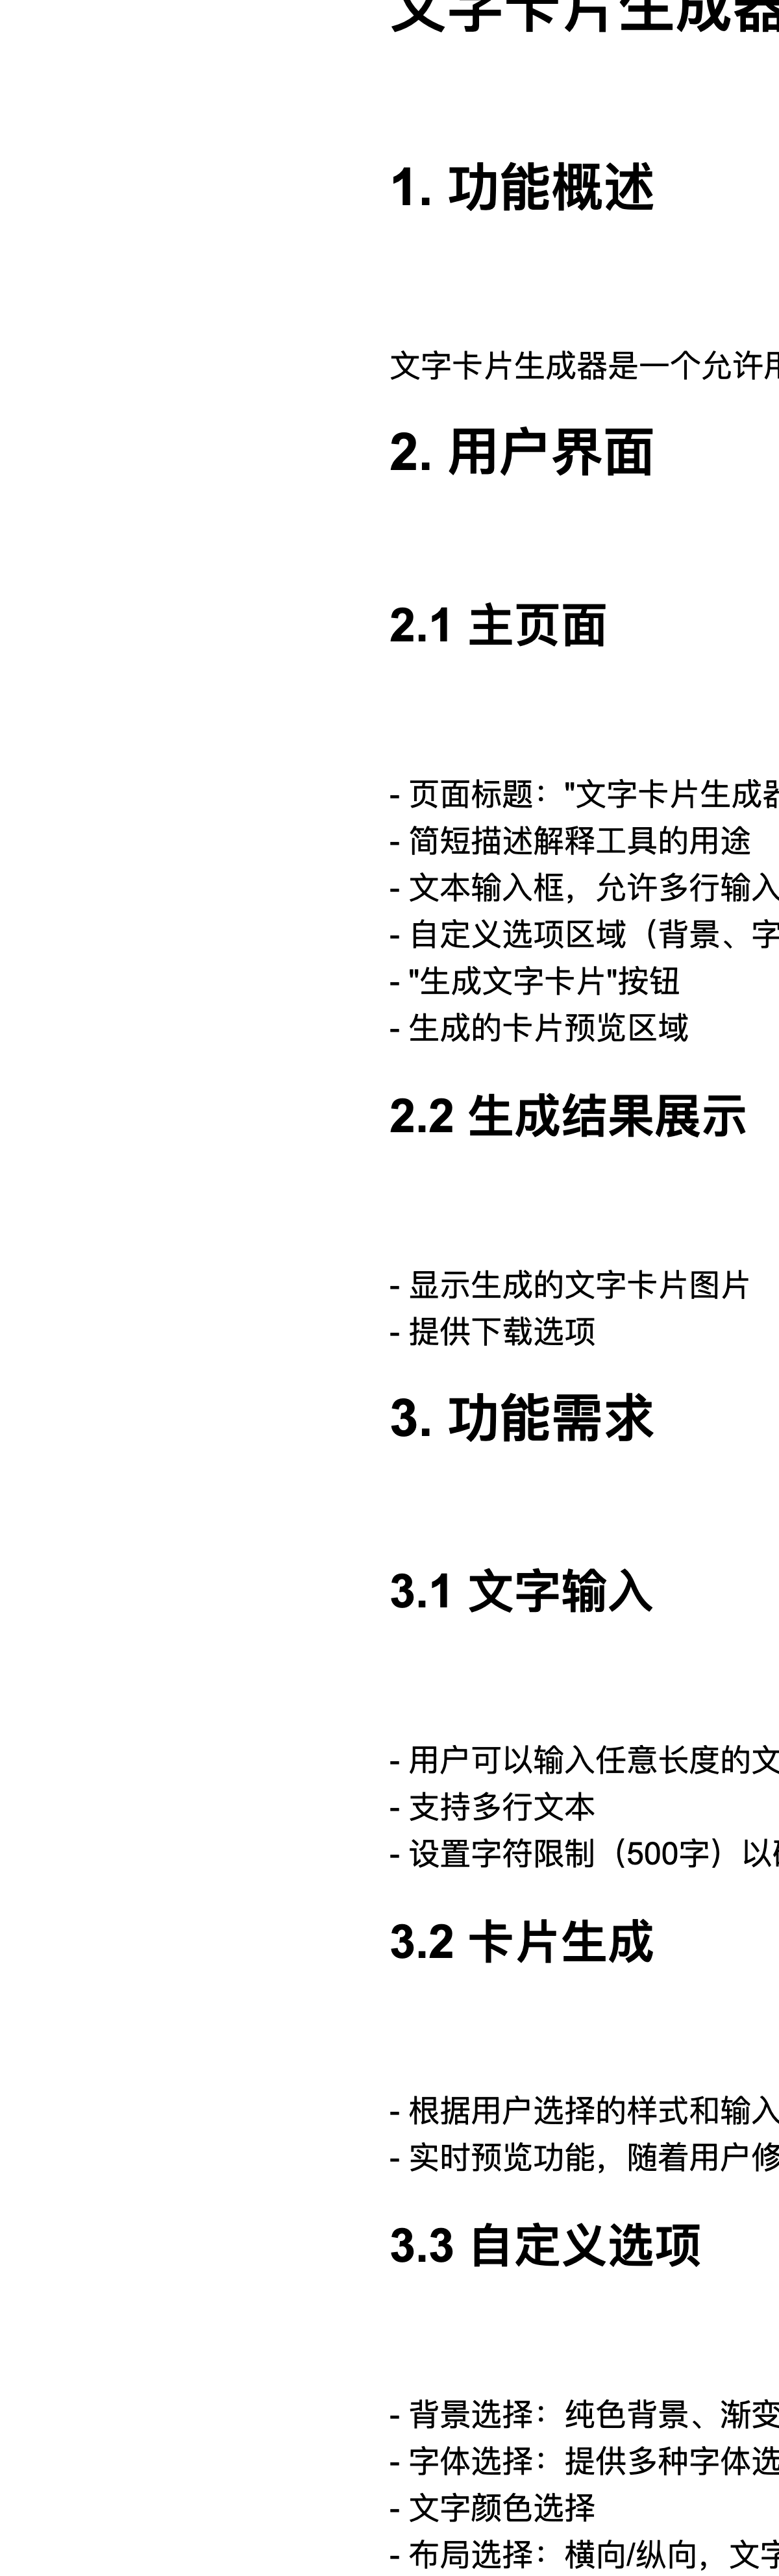 文字卡片生成器
1. 功能概述
文字卡片生成器是一个允许用
2. 用户界面
2.1 主页面
- 页面标题："文字卡片生成器
- 简短描述解释工具的用途
- 文本输入框，允许多行输入
- 自定义选项区域（背景、字
- "生成文字卡片"按钮
- 生成的卡片预览区域
2.2 生成结果展示
- 显示生成的文字卡片图片
- 提供下载选项
3. 功能需求
3.1 文字输入
- 用户可以输入任意长度的文
- 支持多行文本
- 设置字符限制（500字）以
3.2 卡片生成
- 根据用户选择的样式和输入
- 实时预览功能，随着用户修
3.3 自定义选项
- 背景选择：纯色背景、渐变
- 字体选择：提供多种字体选
- 文字颜色选择
- 布局选择：横向/纵向，文字